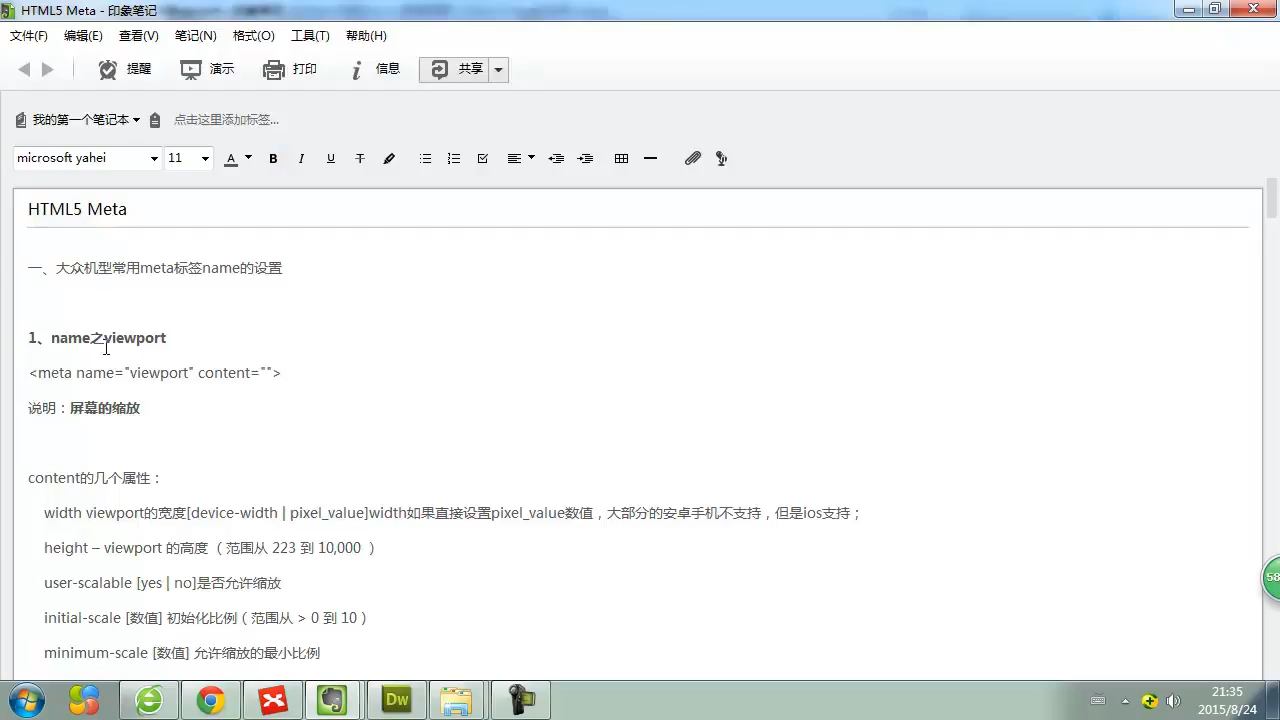 HTML5 Meta - 印象笔记
文件(F) 编辑(E) 查看(V) 笔记(N) 格式(O) 工具(T) 帮助(H)
提醒 演示 打印 信息 共享
我的第一个笔记本 点击这里添加标签...
microsoft yahei 11 A B I U T
HTML5 Meta
一、大众机型常用meta标签name的设置
1、name之viewport
<meta name="viewport" content="">
说明：屏幕的缩放
content的几个属性：
width viewport的宽度[device-width | pixel_value]width如果直接设置pixel_value数值，大部分的安卓手机不支持，但是ios支持；
height – viewport 的高度 （范围从 223 到 10,000 ）
user-scalable [yes | no]是否允许缩放
initial-scale [数值] 初始化比例（范围从 > 0 到 10）
minimum-scale [数值] 允许缩放的最小比例
58
Dw
21:35
2015/8/24